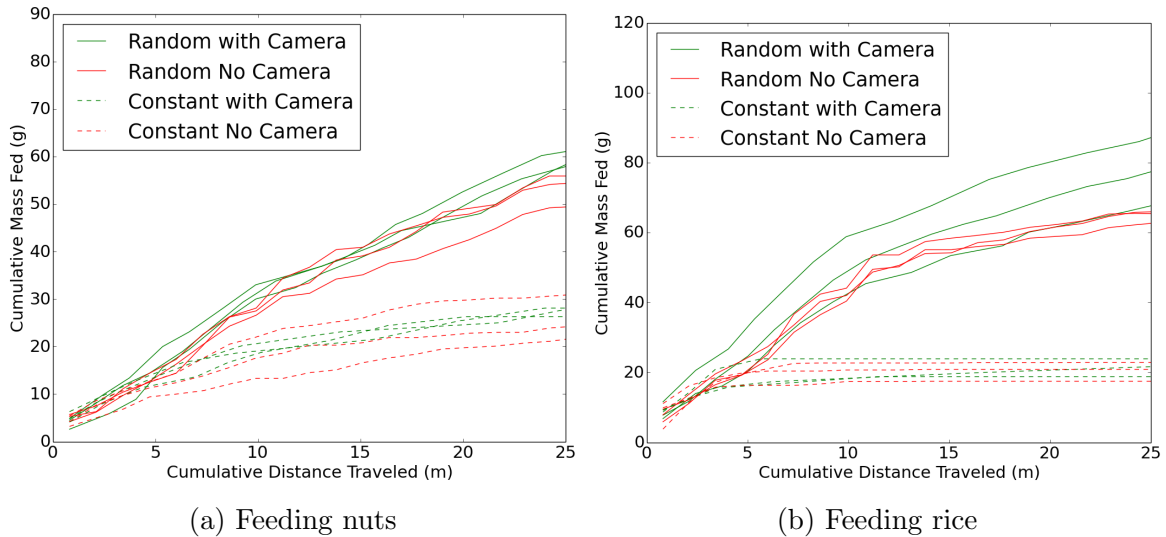 90
80
70
60
50
40
30
20
10
0
Cumulative Mass Fed (g)
Random with Camera
Random No Camera
Constant with Camera
Constant No Camera
0 5 10 15 20 25
Cumulative Distance Traveled (m)
(a) Feeding nuts
120
100
80
60
40
20
0
Cumulative Mass Fed (g)
Random with Camera
Random No Camera
Constant with Camera
Constant No Camera
0 5 10 15 20 25
Cumulative Distance Traveled (m)
(b) Feeding rice